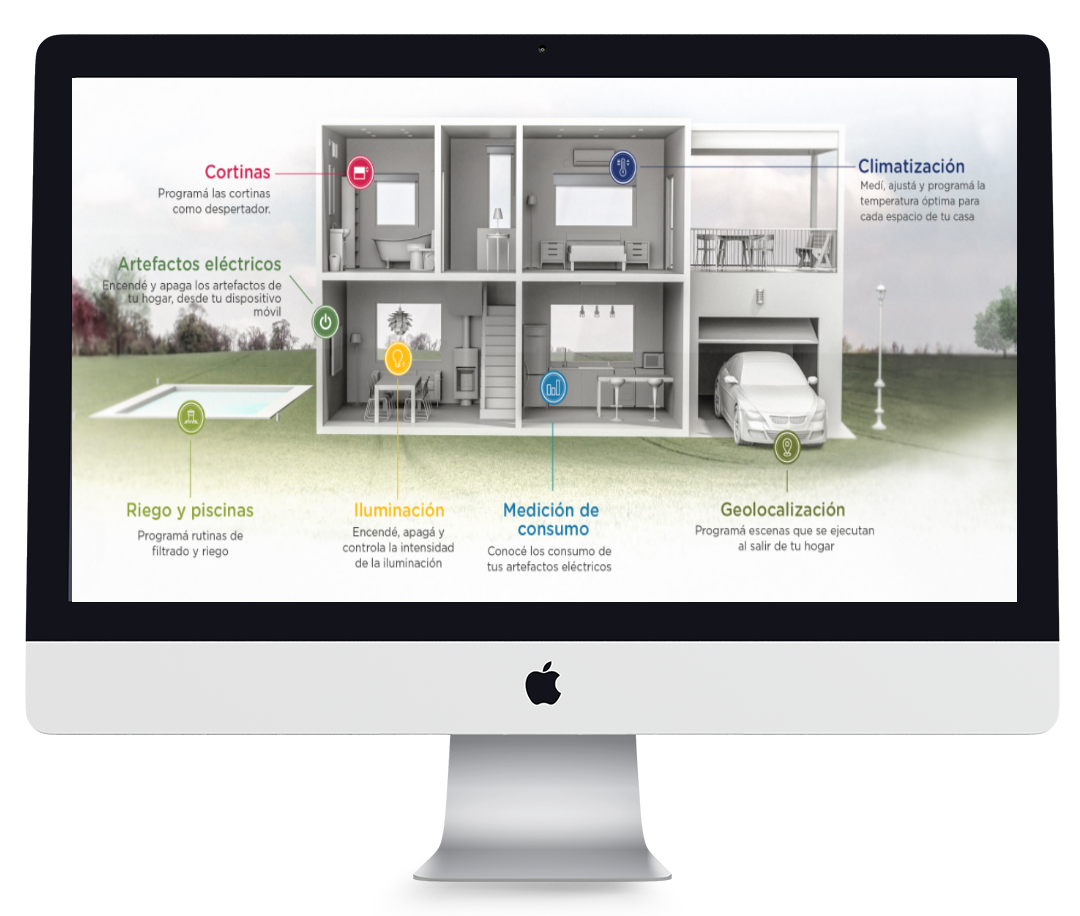 Cortinas
Programá las cortinas
como despertador.
Climatización
Medí, ajustá y programá la
temperatura óptima para
cada espacio de tu casa
Artefactos eléctricos
Encendé y apaga los artefactos de
tu hogar, desde tu dispositivo
móvil
Riego y piscinas
Programá rutinas de
filtrado y riego
Iluminación
Encendé, apagá y
controla la intensidad
de la iluminación
Medición de
consumo
Conocé los consumo de
tus artefactos eléctricos
Geolocalización
Programá escenas que se ejecutan
al salir de tu hogar